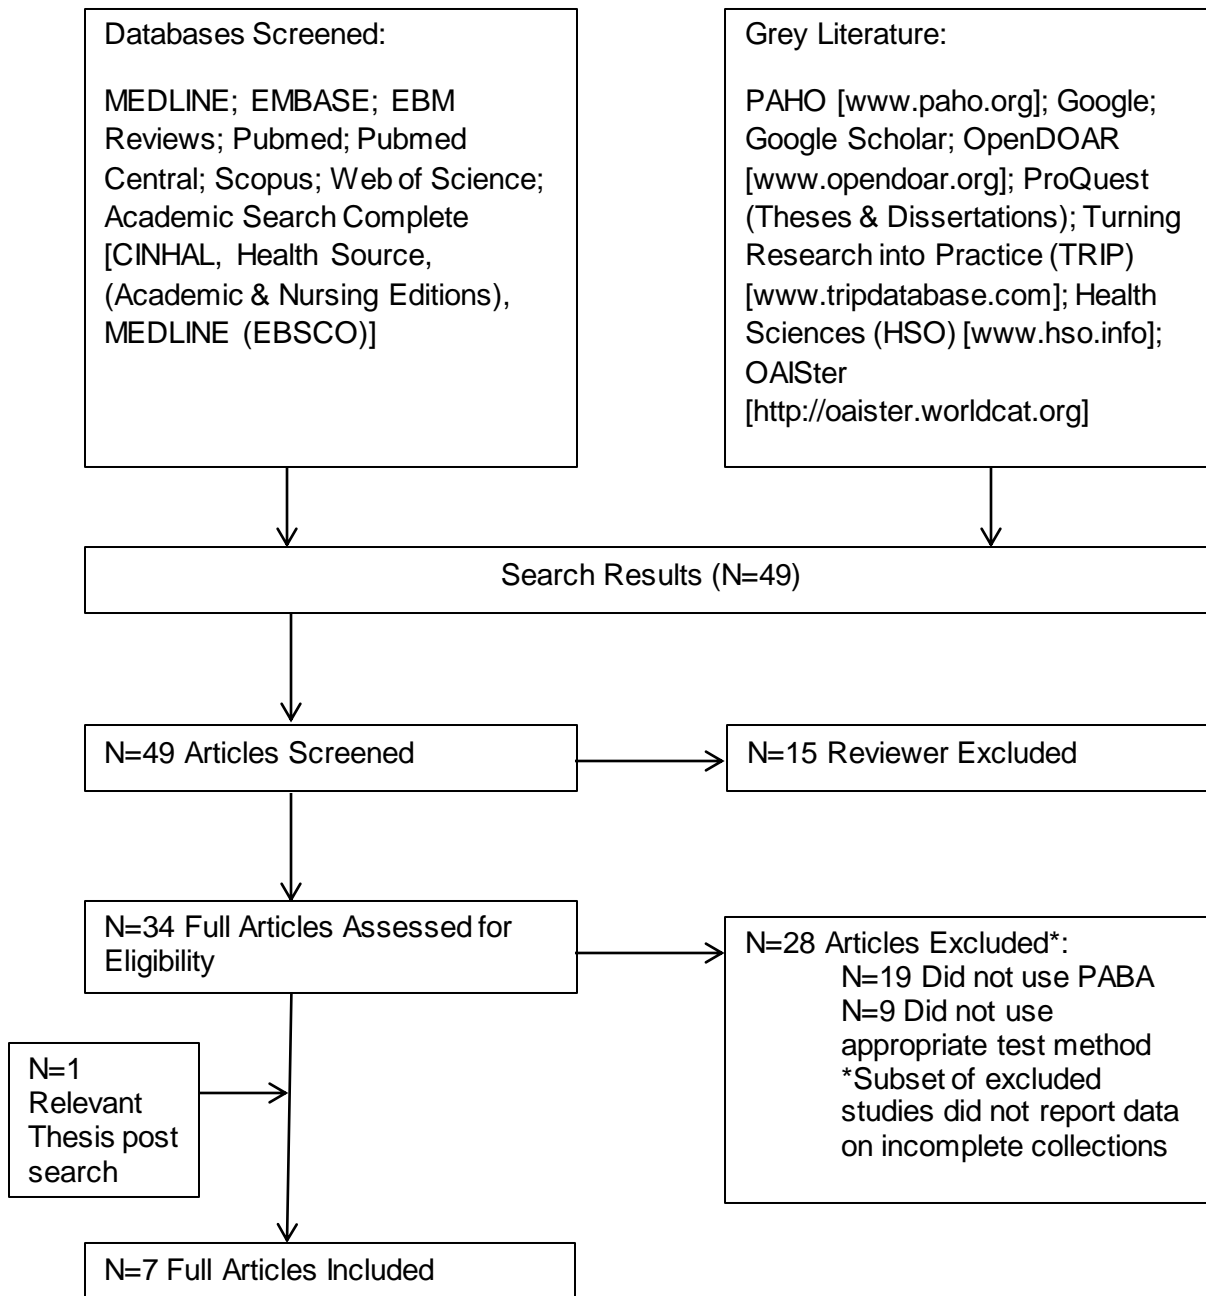 Databases Screened:
MEDLINE; EMBASE; EBM
Reviews; Pubmed; Pubmed
Central; Scopus; Web of Science;
Academic Search Complete
[CINHAL, Health Source,
(Academic & Nursing Editions),
MEDLINE (EBSCO)]
Grey Literature:
PAHO [www.paho.org]; Google;
Google Scholar; OpenDOAR
[www.opendoar.org]; ProQuest
(Theses & Dissertations); Turning
Research into Practice (TRIP)
[www.tripdatabase.com]; Health
Sciences (HSO) [www.hso.info];
OAISter
[http://oaister.worldcat.org]
Search Results (N=49)
N=49 Articles Screened
N=15 Reviewer Excluded
N=34 Full Articles Assessed for
Eligibility
N=28 Articles Excluded*:
N=19 Did not use PABA
N=9 Did not use
appropriate test method
*Subset of excluded
studies did not report data
on incomplete collections
N=1
Relevant
Thesis post
search
N=7 Full Articles Included